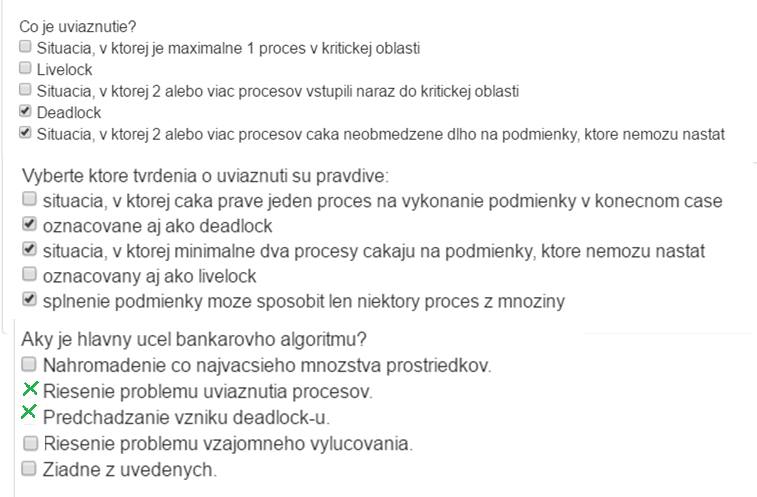 Co je uviaznutie?
Situacia, v ktorej je maximalne 1 proces v kritickej oblasti
Livelock
Situacia, v ktorej 2 alebo viac procesov vstupili naraz do kritickej oblasti
Deadlock
Situacia, v ktorej 2 alebo viac procesov caka neobmedzene dlho na podmienky, ktore nemozu nastat
Vyberte ktore tvrdenia o uviaznuti su pravdive:
situacia, v ktorej caka prave jeden proces na vykonanie podmienky v konecnom case
oznacovane aj ako deadlock
situacia, v ktorej minimalne dva procesy cakaju na podmienky, ktore nemozu nastat
oznacovany aj ako livelock
splnenie podmienky moze sposobit len niektory proces z mnoziny
Aky je hlavny ucel bankarovho algoritmu?
Nahromadenie co najvacsieho mnozstva prostriedkov.
Riesenie problemu uviaznutia procesov.
Predchadzanie vzniku deadlock-u.
Riesenie problemu vzajomneho vylucovania.
Ziadne z uvedenych.